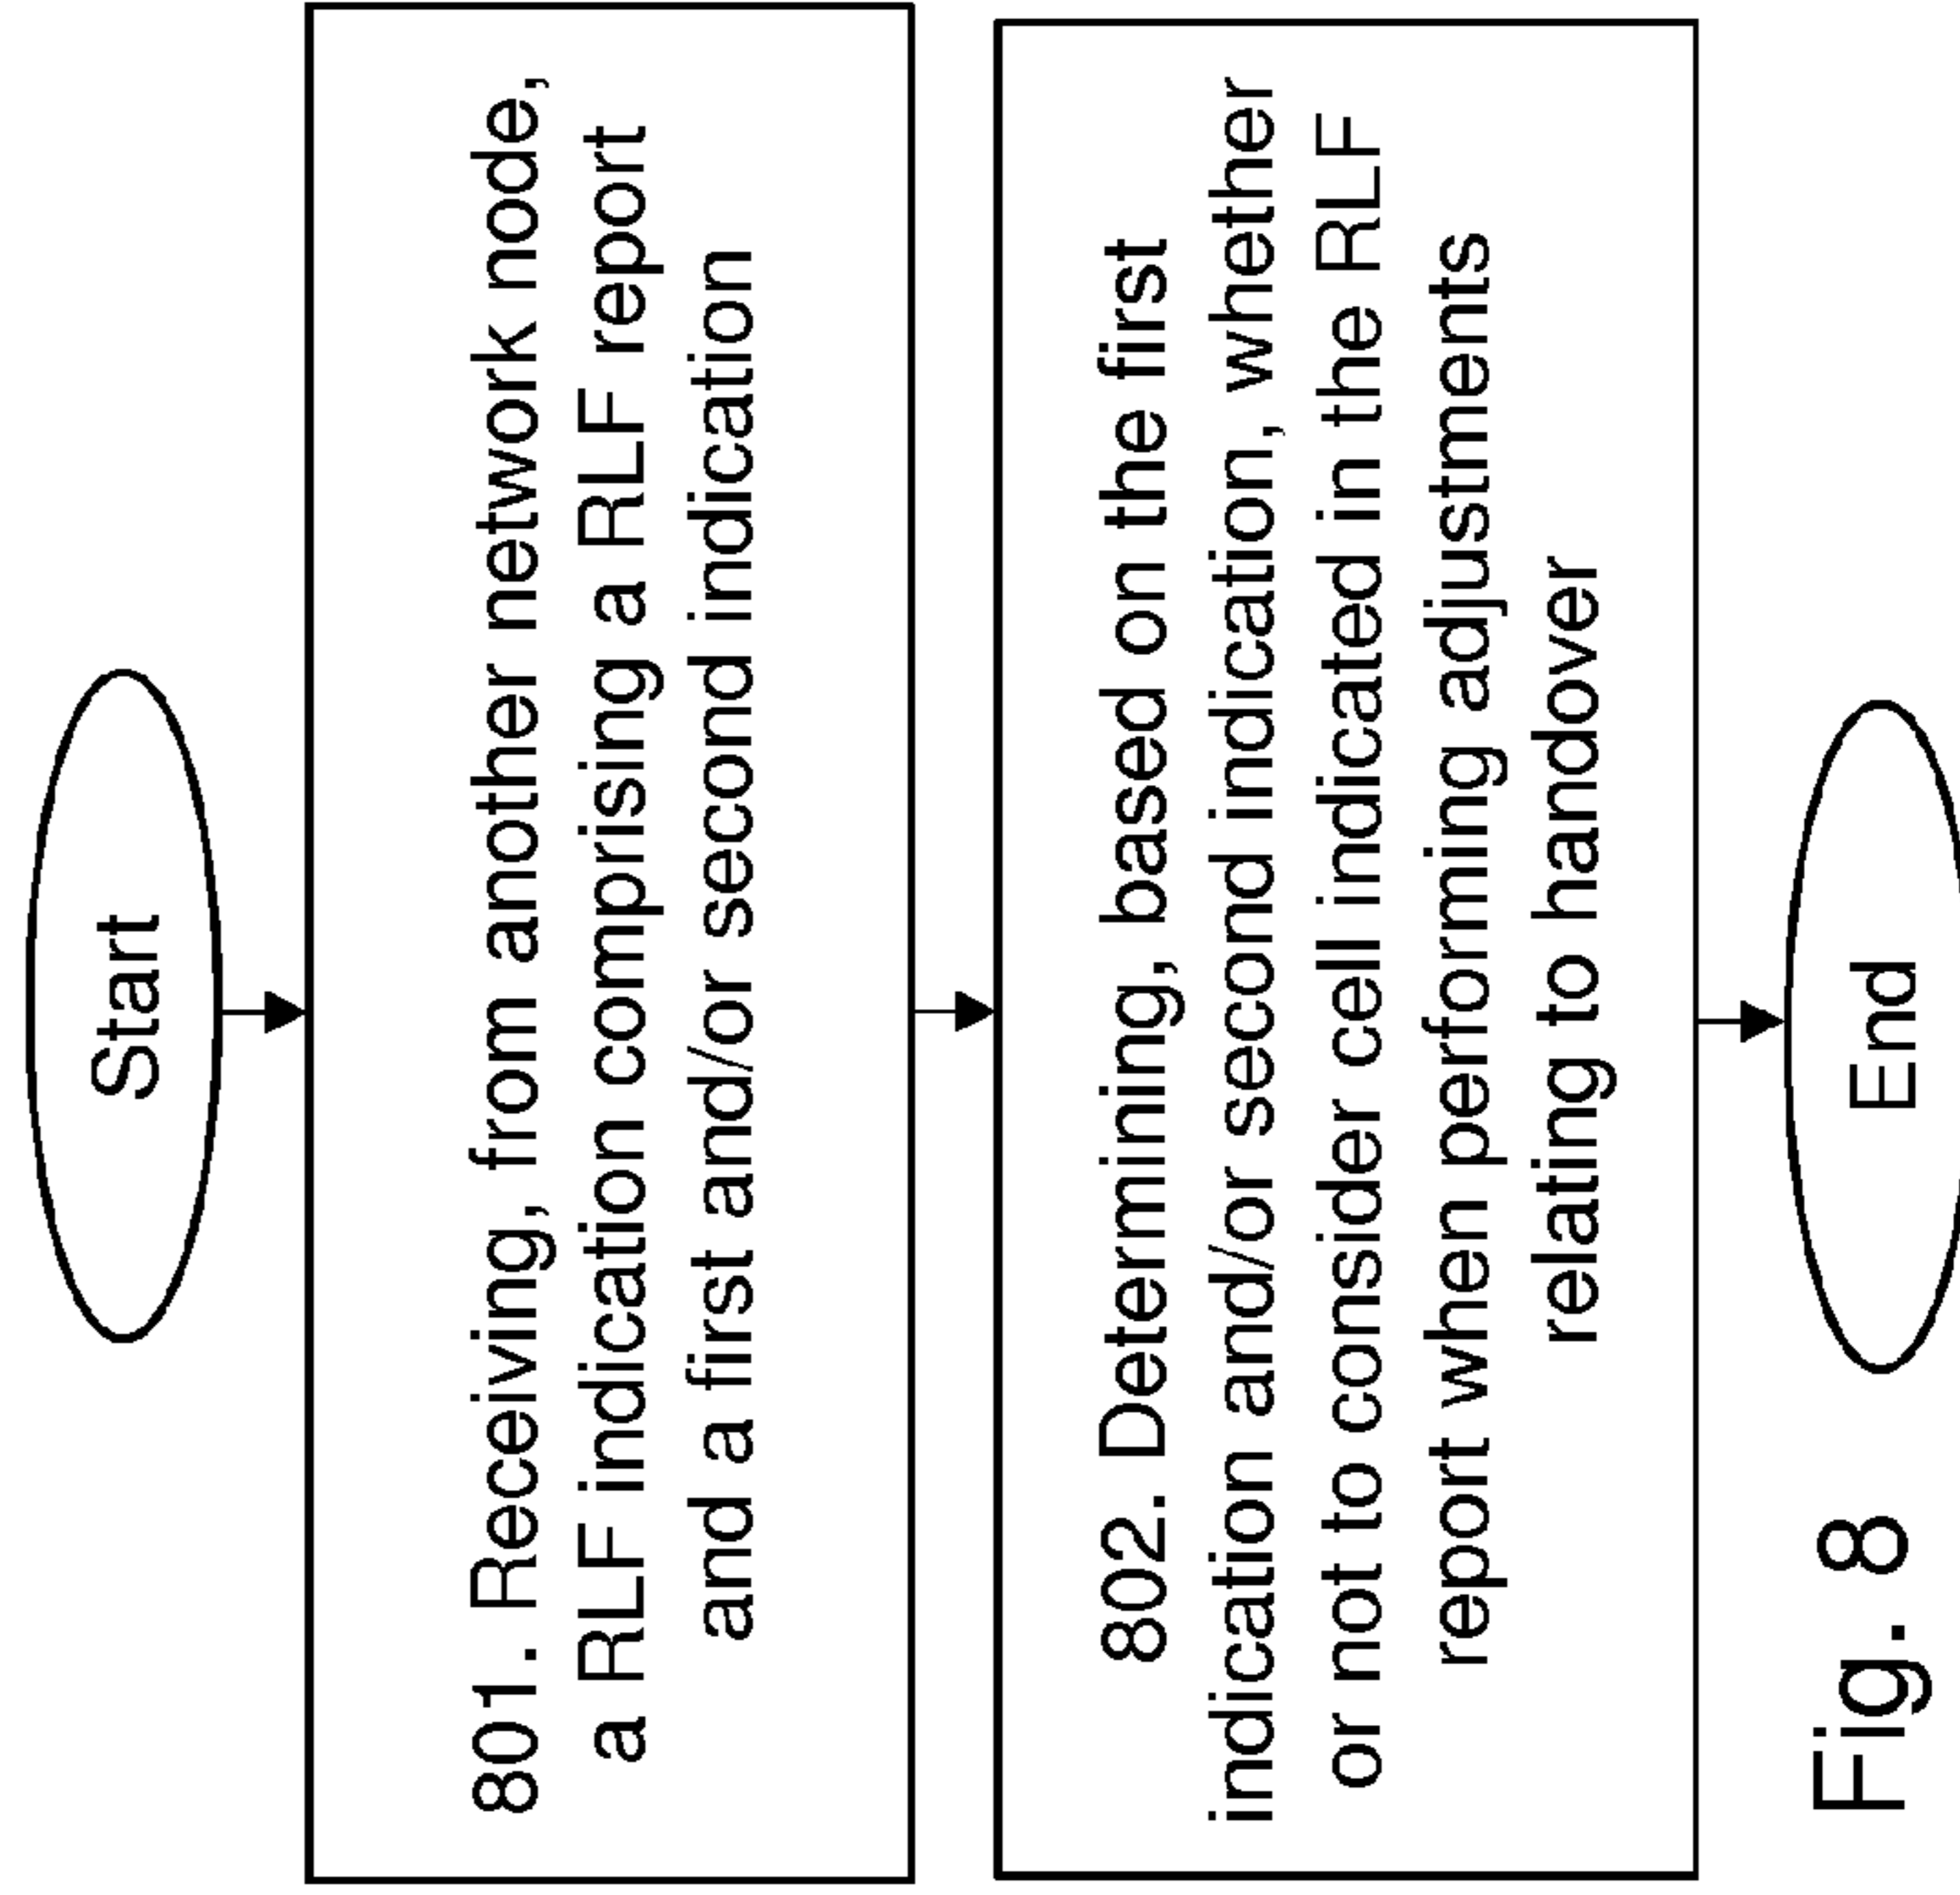 Start
801. Receiving, from another network node,
a RLF indication comprising a RLF report
and a first and/or second indication
802. Determining, based on the first
indication and/or second indication, whether
or not to consider cell indicated in the RLF
report when performing adjustments
relating to handover
End
Fig. 8